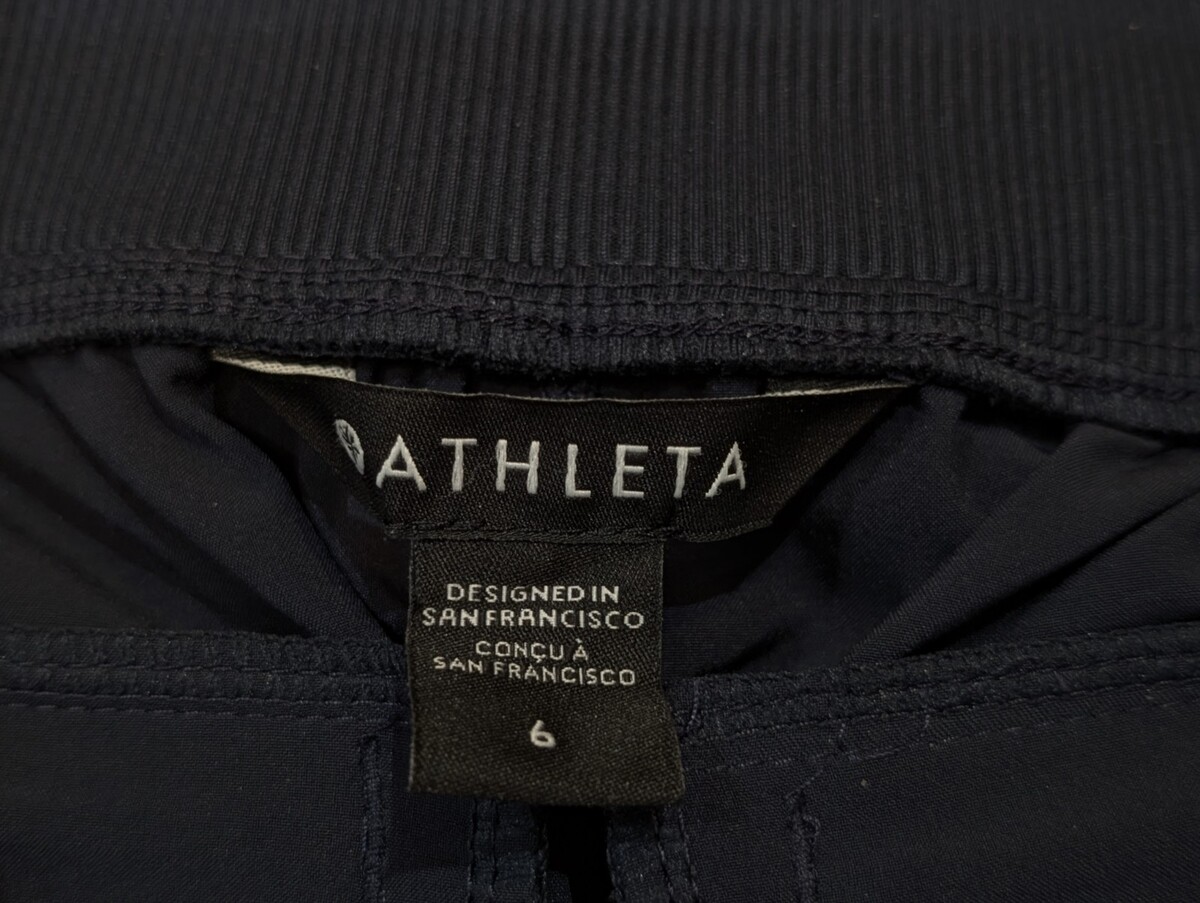 ATHLETA
DESIGNED IN
SAN FRANCISCO
CONÇU À
SAN FRANCISCO
6